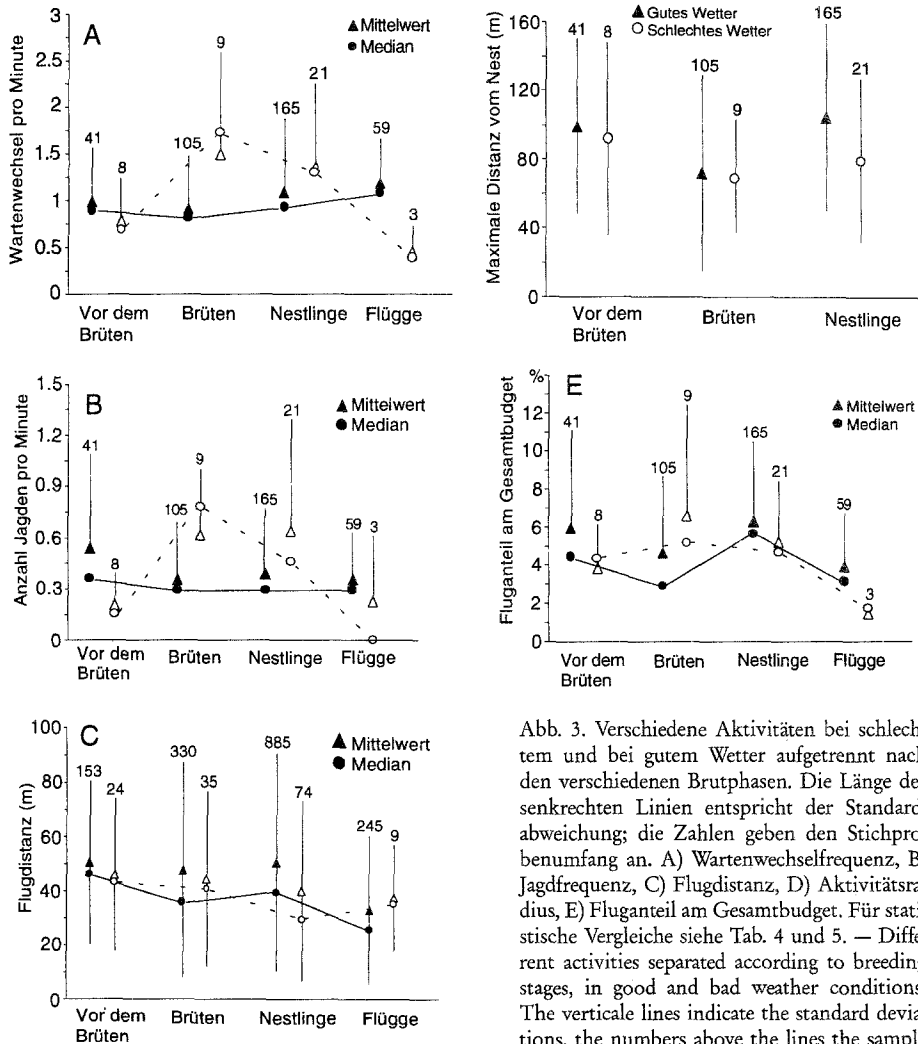 A
▲ Mittelwert
● Median
Wartenwechsel pro Minute
3
2.5
2
1.5
1
0.5
0
41
8
105
9
165
21
59
3
Vor dem Brüten
Brüten
Nestlinge
Flügge
▲ Gutes Wetter
○ Schlechtes Wetter
Maximale Distanz vom Nest (m)
160
120
80
40
0
41
8
105
9
165
21
Vor dem Brüten
Brüten
Nestlinge
B
▲ Mittelwert
● Median
Anzahl Jagden pro Minute
1.5
1.2
0.9
0.6
0.3
0
41
8
105
9
165
21
59
3
Vor dem Brüten
Brüten
Nestlinge
Flügge
E
▲ Mittelwert
● Median
Fluganteil am Gesamtbudget
%
12
10
8
6
4
2
0
41
8
105
9
165
21
59
3
Vor dem Brüten
Brüten
Nestlinge
Flügge
C
▲ Mittelwert
● Median
Flugdistanz (m)
100
80
60
40
20
0
153
24
330
35
885
74
245
9
Vor dem Brüten
Brüten
Nestlinge
Flügge
Abb. 3. Verschiedene Aktivitäten bei schlech
tem und bei gutem Wetter aufgetrennt nach
den verschiedenen Brutphasen. Die Länge de
senkrechten Linien entspricht der Standard
abweichung; die Zahlen geben den Stichpro
benumfang an. A) Wartenwechselfrequenz, B
Jagdfrequenz, C) Flugdistanz, D) Aktivitätsra
dius, E) Fluganteil am Gesamtbudget. Für stati
stische Vergleiche siehe Tab. 4 und 5. — Diffe
rent activities separated according to breeding
stages, in good and bad weather conditions
The verticale lines indicate the standard devia
tions, the numbers above the lines the sampl